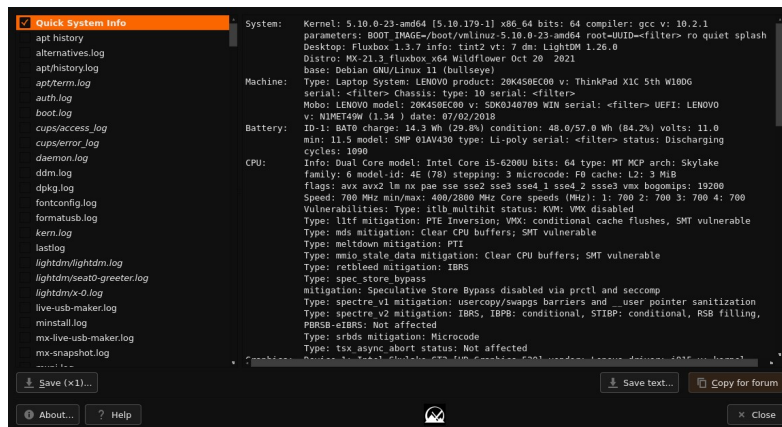 Quick System Info
apt history
alternatives.log
apt/history.log
apt/term.log
auth.log
boot.log
cups/access_log
cups/error_log
daemon.log
ddm.log
dpkg.log
fontconfig.log
formatusb.log
kern.log
lastlog
lightdm/lightdm.log
lightdm/seat0-greeter.log
lightdm/x-0.log
live-usb-maker.log
minstall.log
mx-live-usb-maker.log
mx-snapshot.log
System: Kernel: 5.10.0-23-amd64 [5.10.179-1] x86_64 bits: 64 compiler: gcc v: 10.2.1
parameters: BOOT_IMAGE=/boot/vmlinuz-5.10.0-23-amd64 root=UUID=<filter> ro quiet splash
Desktop: Fluxbox 1.3.7 info: tint2 vt: 7 dm: LightDM 1.26.0
Distro: MX-21.3_fluxbox_x64 Wildflower Oct 20 2021
base: Debian GNU/Linux 11 (bullseye)
Machine: Type: Laptop System: LENOVO product: 20K4S0EC00 v: ThinkPad X1C 5th W10DG
serial: <filter> Chassis: type: 10 serial: <filter>
Mobo: LENOVO model: 20K4S0EC00 v: SDK0J40709 WIN serial: <filter> UEFI: LENOVO
v: N1MET49W (1.34 ) date: 07/02/2018
Battery: ID-1: BAT0 charge: 14.3 Wh (29.8%) condition: 48.0/57.0 Wh (84.2%) volts: 11.0
min: 11.5 model: SMP 01AV430 type: Li-poly serial: <filter> status: Discharging
cycles: 1090
CPU: Info: Dual Core model: Intel Core i5-6200U bits: 64 type: MT MCP arch: Skylake
family: 6 model-id: 4E (78) stepping: 3 microcode: F0 cache: L2: 3 MiB
flags: avx avx2 lm nx pae sse sse2 sse3 sse4_1 sse4_2 ssse3 vmx bogomips: 19200
Speed: 700 MHz min/max: 400/2800 MHz Core speeds (MHz): 1: 700 2: 700 3: 700 4: 700
Vulnerabilities: Type: itlb_multihit status: KVM: VMX disabled
Type: l1tf mitigation: PTE Inversion; VMX: conditional cache flushes, SMT vulnerable
Type: mds mitigation: Clear CPU buffers; SMT vulnerable
Type: meltdown mitigation: PTI
Type: mmio_stale_data mitigation: Clear CPU buffers; SMT vulnerable
Type: retbleed mitigation: IBRS
Type: spec_store_bypass
mitigation: Speculative Store Bypass disabled via prctl and seccomp
Type: spectre_v1 mitigation: usercopy/swapgs barriers and __user pointer sanitization
Type: spectre_v2 mitigation: IBRS, IBPB: conditional, STIBP: conditional, RSB filling,
PBRSB-eIBRS: Not affected
Type: srbds mitigation: Microcode
Type: tsx_async_abort status: Not affected
Save (×1)...
Save text...
Copy for forum
About...
? Help
Close